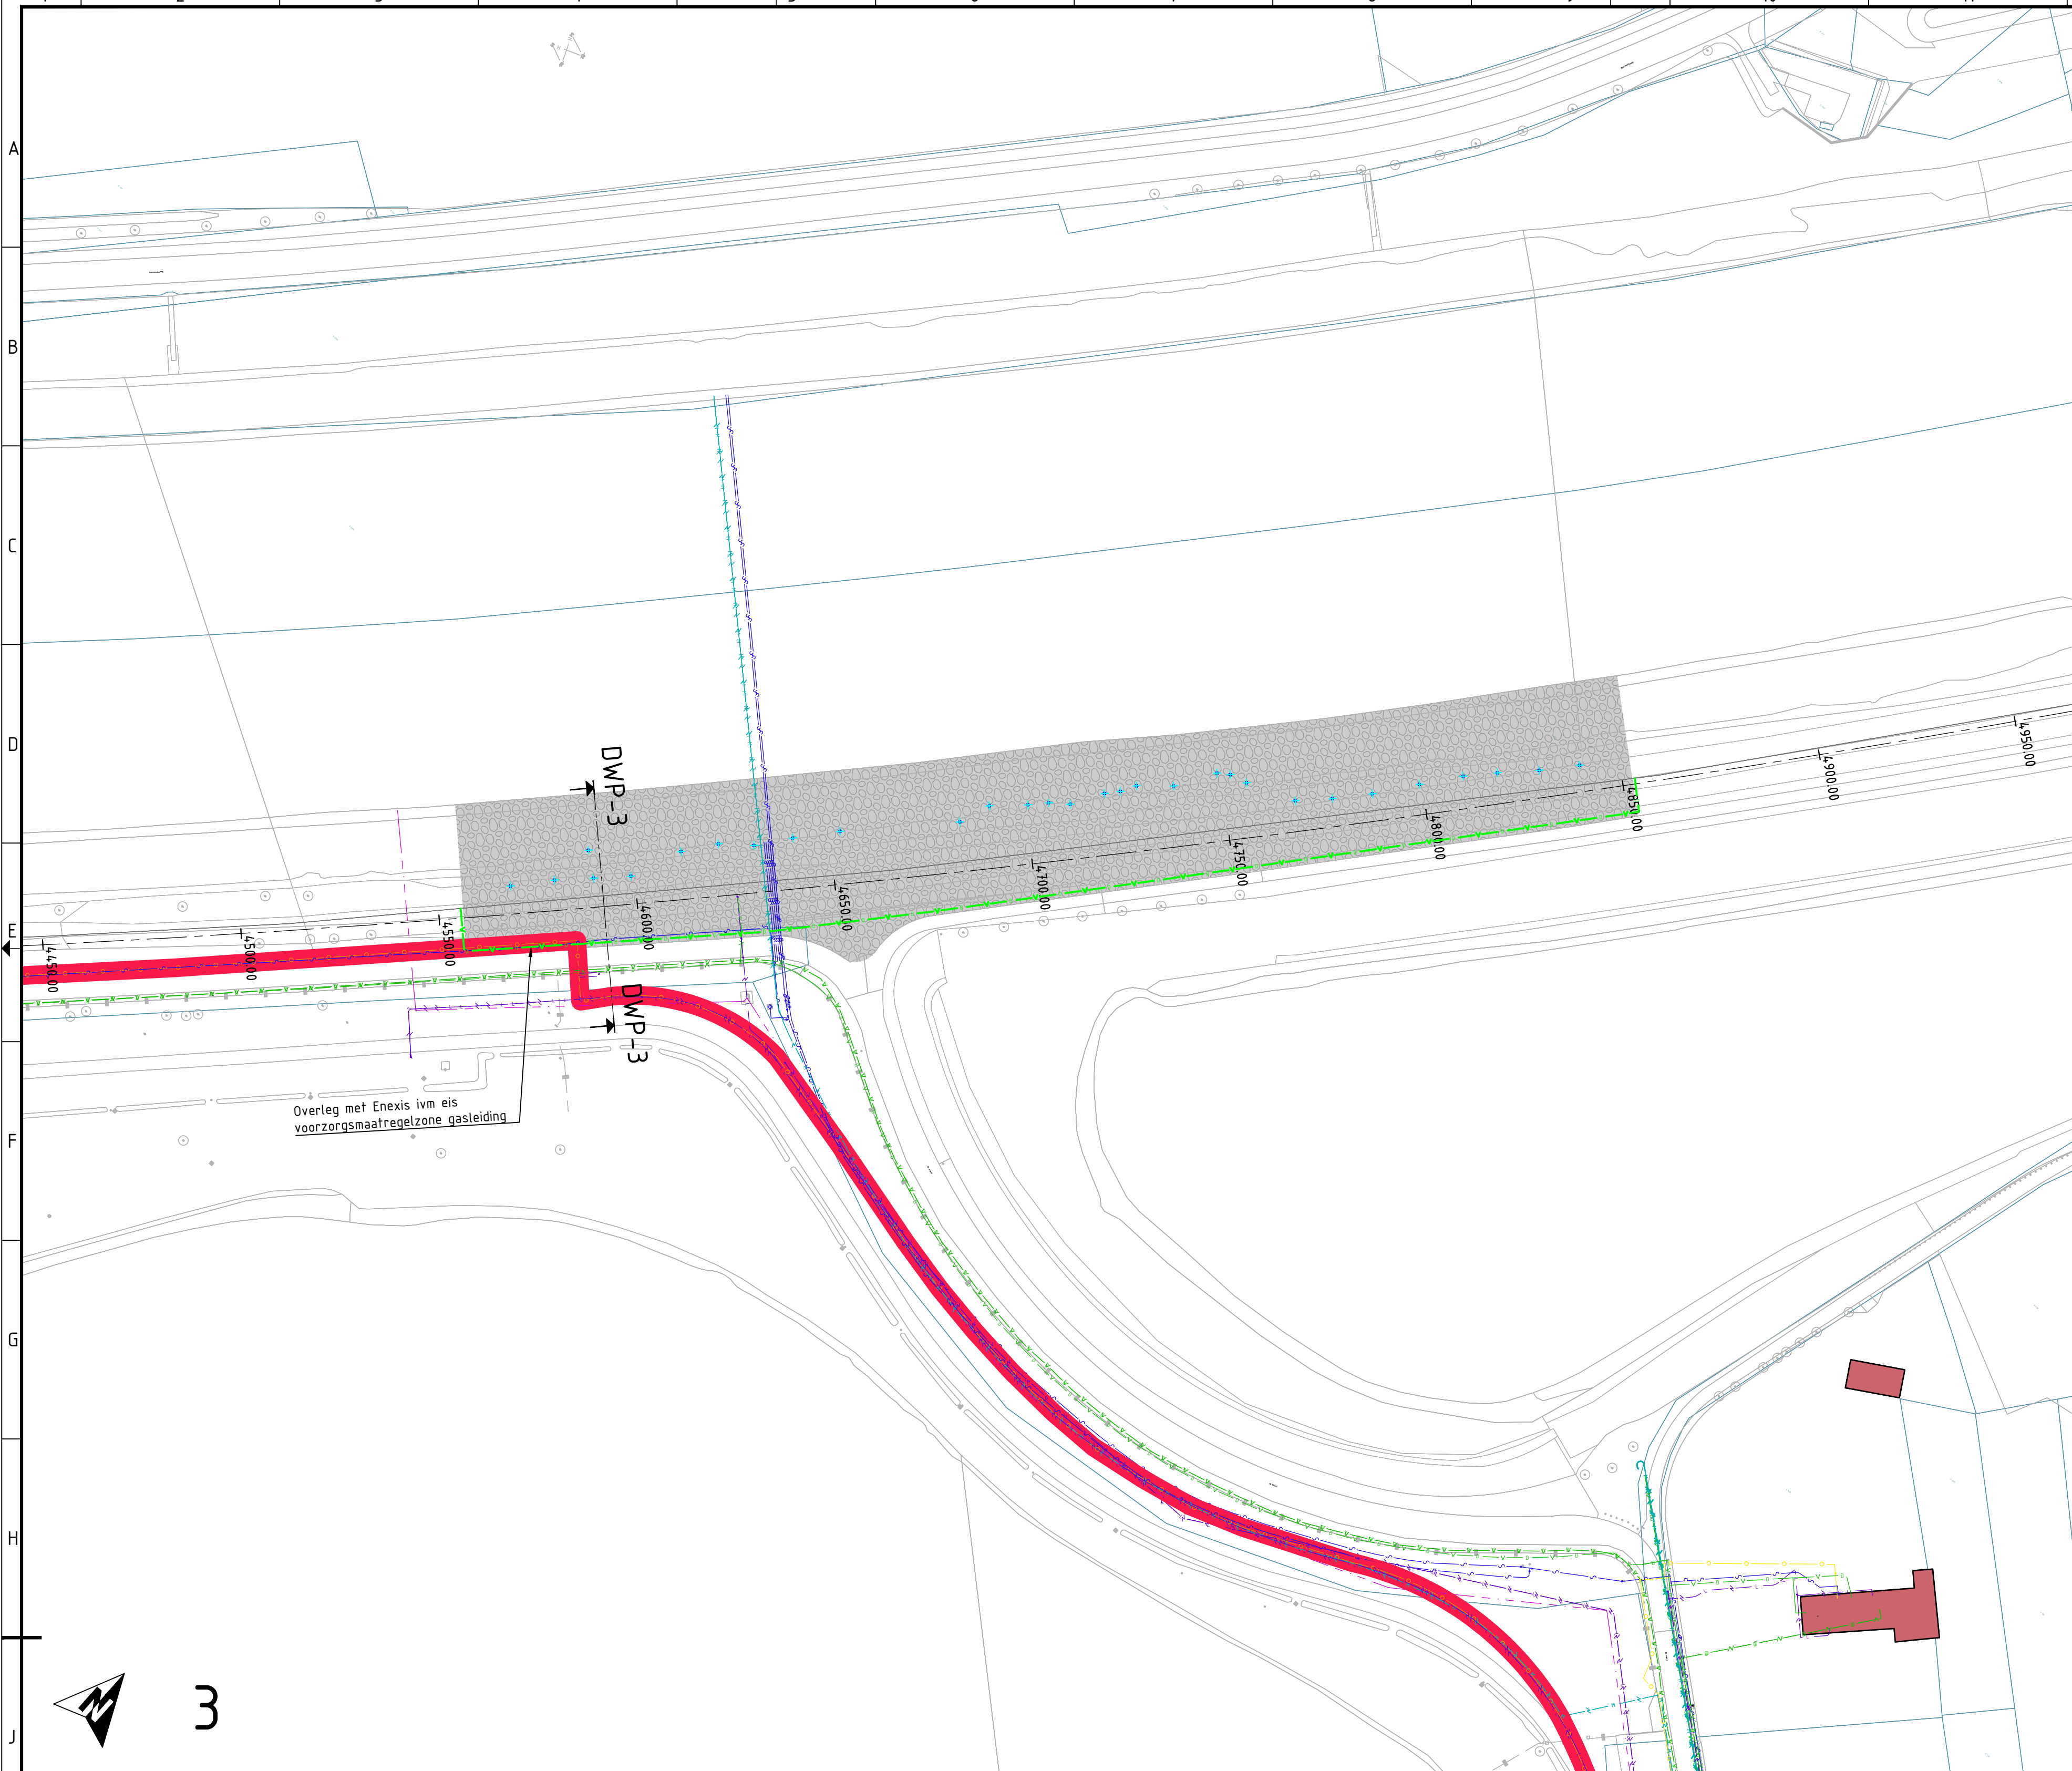 A
B
C
D
E
F
G
H
J
DWP-3
DWP-3
4450.00
4500.00
4550.00
4600.00
4650.00
4700.00
4750.00
4800.00
4850.00
4900.00
4950.00
Overleg met Enexis ivm eis
voorzorgsmaatregelzone gasleiding
N
3